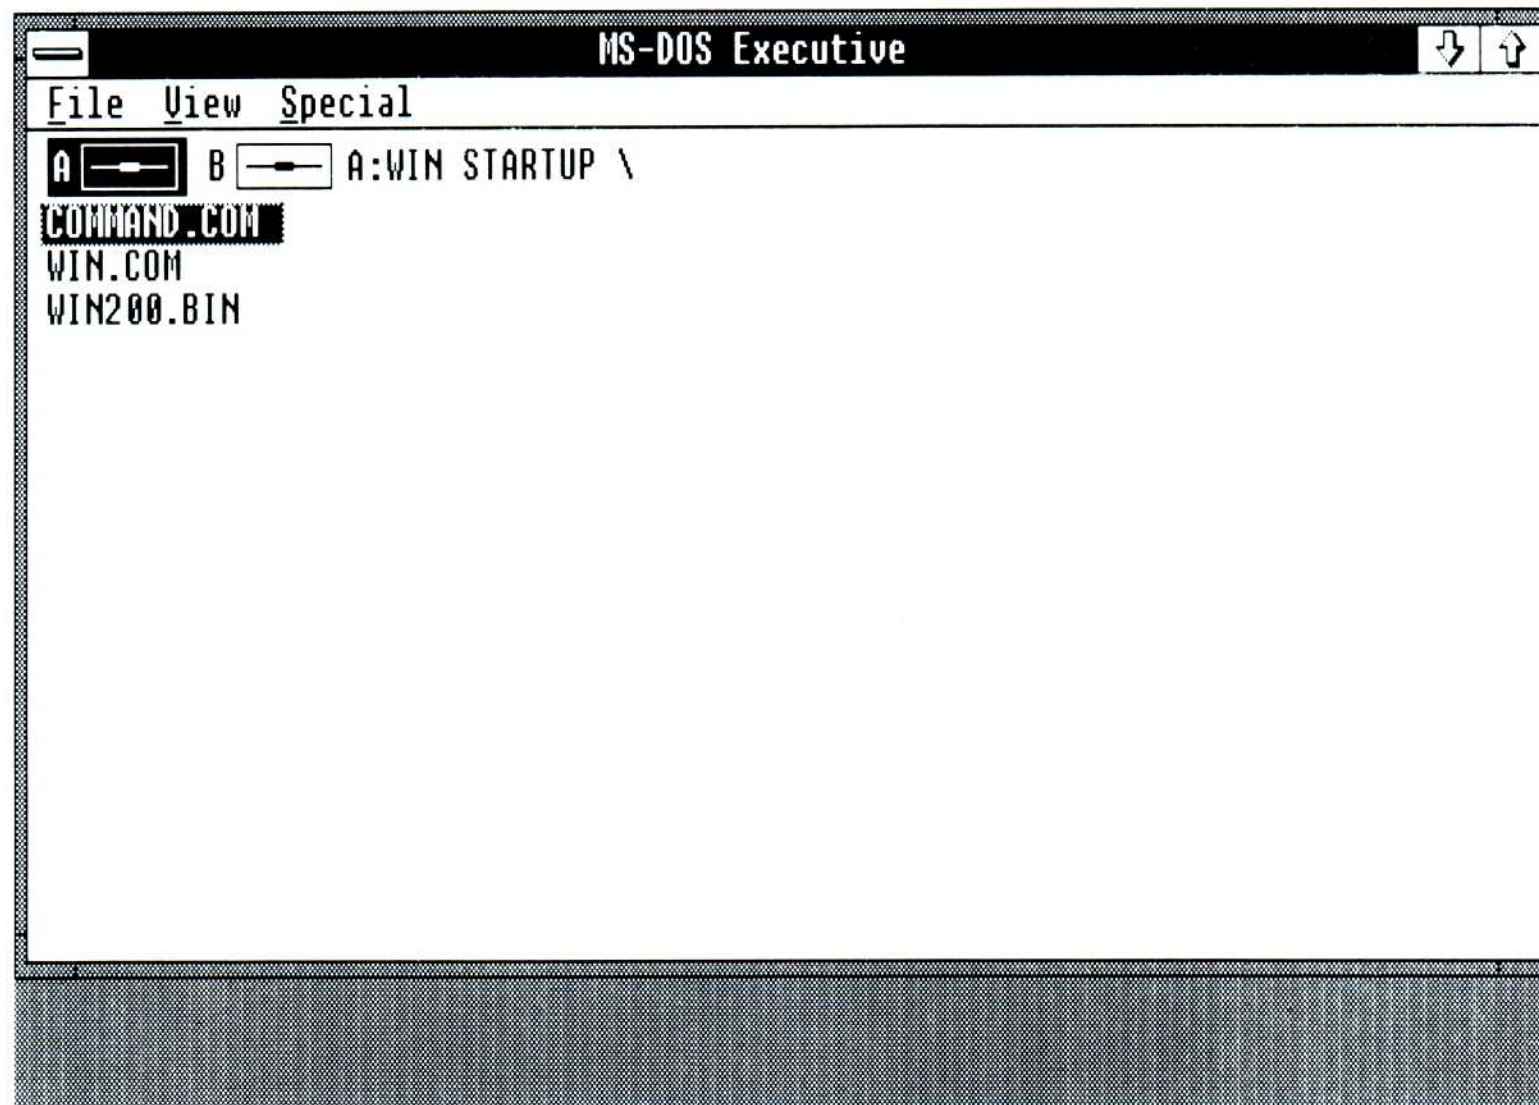 MS-DOS Executive
File View Special
A B A:WIN STARTUP \
COMMAND.COM
WIN.COM
WIN200.BIN